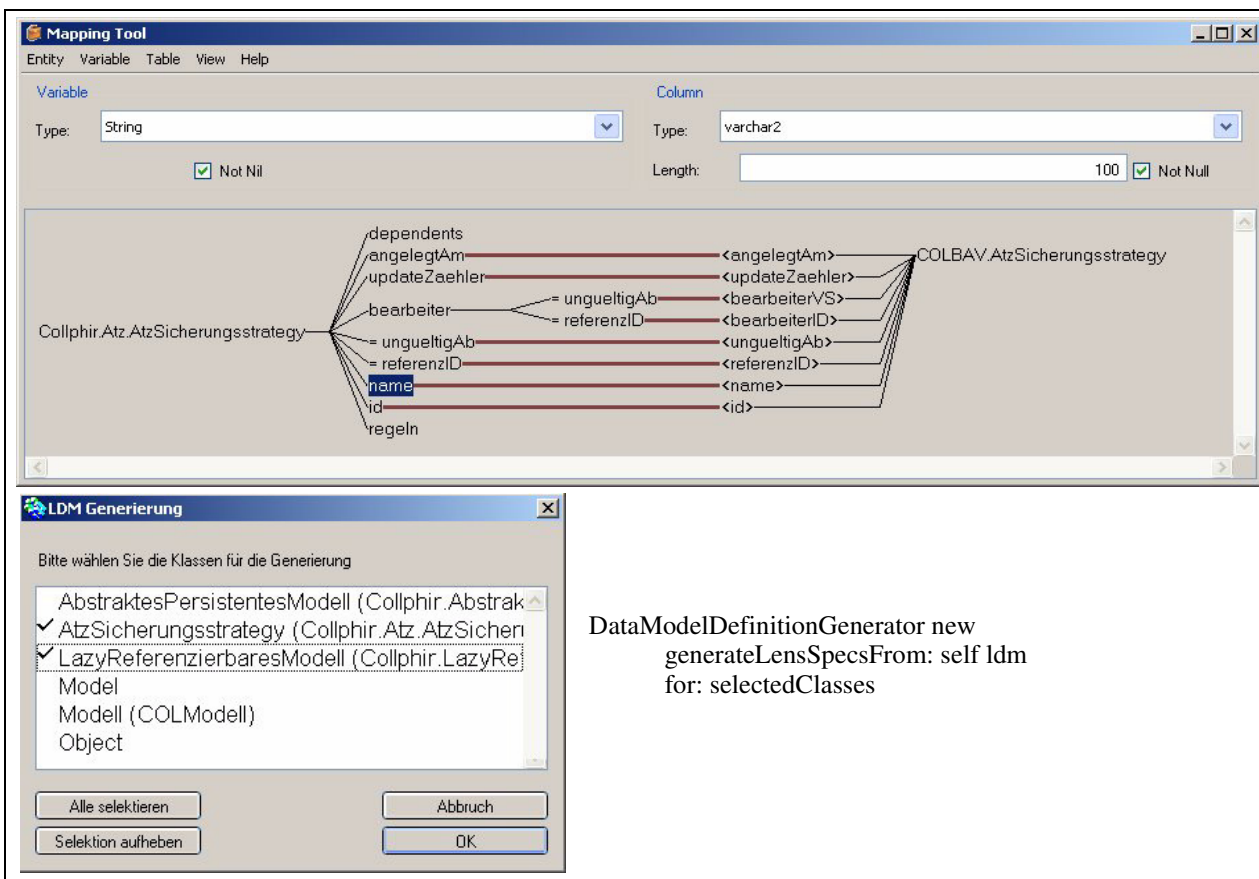 Mapping Tool
Entity Variable Table View Help
Variable
Column
Type: String
Type: varchar2
Not Nil
Length: 100 Not Null
dependents
angelegtAm <angelegtAm> COLBAV.AtzSicherungsstrategy
updateZaehler <updateZaehler>
= ungueltigAb <bearbeiterVS>
bearbeiter
= referenzID <bearbeiterID>
Collphir.Atz.AtzSicherungsstrategy
= ungueltigAb <ungueltigAb>
= referenzID <referenzID>
name <name>
id <id>
regeln
LDM Generierung
Bitte wählen Sie die Klassen für die Generierung
AbstraktesPersistentesModell (Collphir.Abstrak
AtzSicherungsstrategy (Collphir.Atz.AtzSicheru
LazyReferenzierbaresModell (Collphir.LazyRe
Model
Modell (COLModell)
Object
Alle selektieren
Abbruch
Selektion aufheben
OK
DataModelDefinitionGenerator new
generateLensSpecsFrom: self ldm
for: selectedClasses